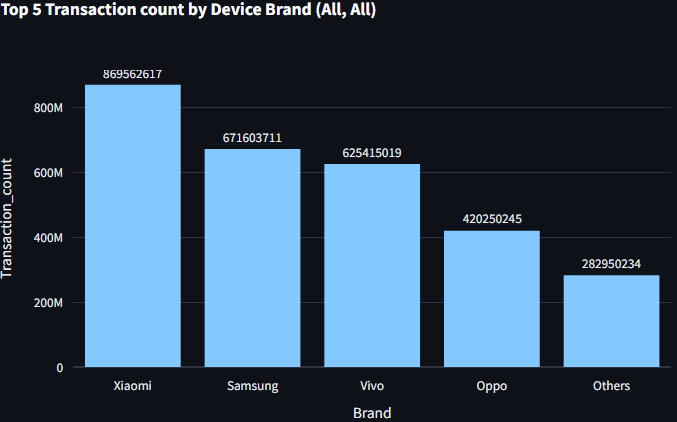 Top 5 Transaction count by Device Brand (All, All)
869562617
671603711
625415019
420250245
282950234
800M
600M
400M
200M
0
Transaction_count
Xiaomi
Samsung
Vivo
Oppo
Others
Brand